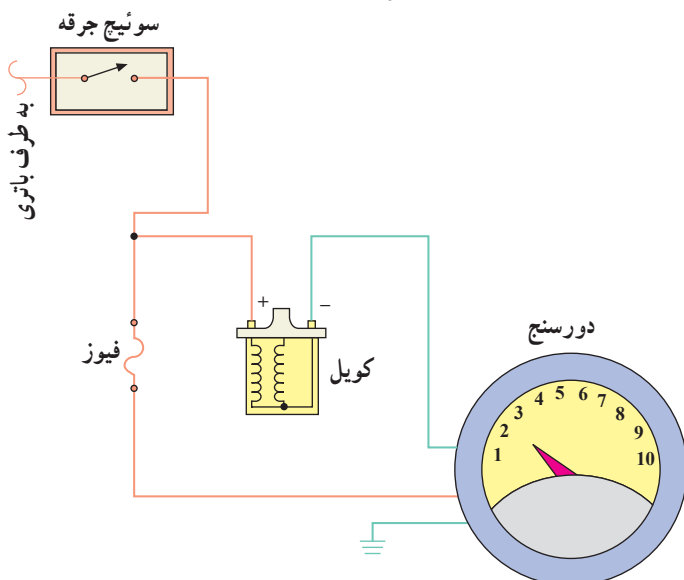 سوئیچ جرقه
به طرف باتری
+
−
فیوز
کویل
دورسنج
1 2 3 4 5 6 7 8 9 10